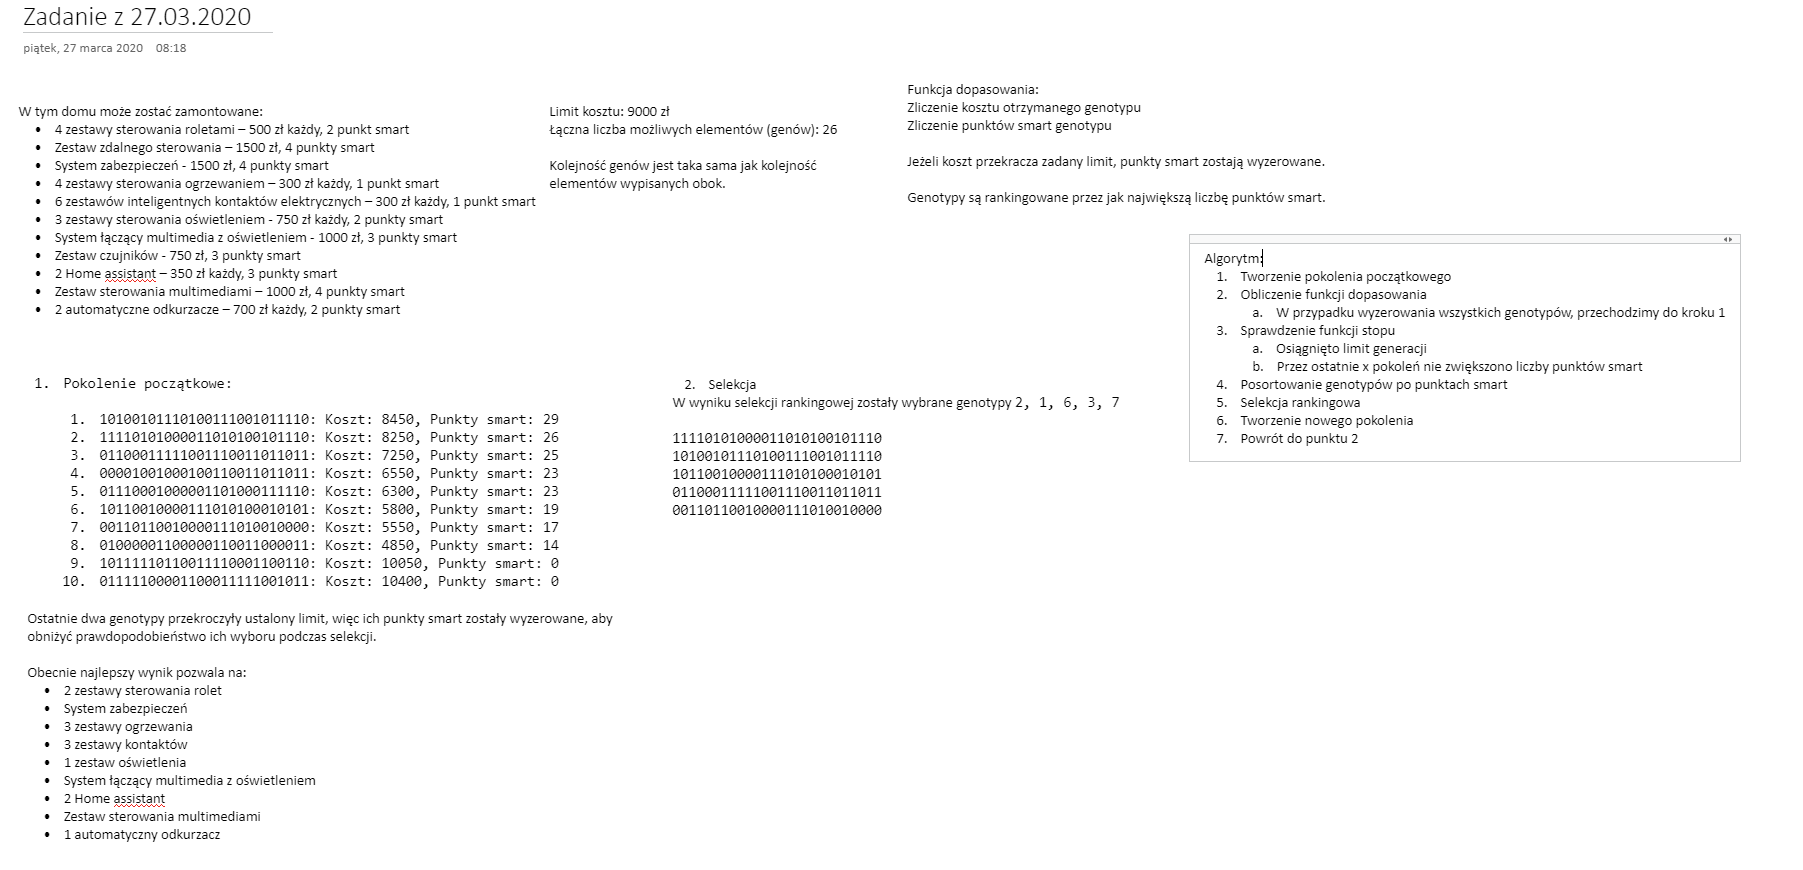 Zadanie z 27.03.2020
piątek, 27 marca 2020 08:18
W tym domu może zostać zamontowane:
• 4 zestawy sterowania roletami – 500 zł każdy, 2 punkt smart
• Zestaw zdalnego sterowania – 1500 zł, 4 punkty smart
• System zabezpieczeń - 1500 zł, 4 punkty smart
• 4 zestawy sterowania ogrzewaniem – 300 zł każdy, 1 punkt smart
• 6 zestawów inteligentnych kontaktów elektrycznych – 300 zł każdy, 1 punkt smart
• 3 zestawy sterowania oświetleniem - 750 zł każdy, 2 punkty smart
• System łączący multimedia z oświetleniem - 1000 zł, 3 punkty smart
• Zestaw czujników - 750 zł, 3 punkty smart
• 2 Home assistant – 350 zł każdy, 3 punkty smart
• Zestaw sterowania multimediami – 1000 zł, 4 punkty smart
• 2 automatyczne odkurzacze – 700 zł każdy, 2 punkty smart
Limit kosztu: 9000 zł
Łączna liczba możliwych elementów (genów): 26
Kolejność genów jest taka sama jak kolejność
elementów wypisanych obok.
Funkcja dopasowania:
Zliczenie kosztu otrzymanego genotypu
Zliczenie punktów smart genotypu
Jeżeli koszt przekracza zadany limit, punkty smart zostają wyzerowane.
Genotypy są rankingowane przez jak największą liczbę punktów smart.
Algorytm:
1. Tworzenie pokolenia początkowego
2. Obliczenie funkcji dopasowania
a. W przypadku wyzerowania wszystkich genotypów, przechodzimy do kroku 1
3. Sprawdzenie funkcji stopu
a. Osiągnięto limit generacji
b. Przez ostatnie x pokoleń nie zwiększono liczby punktów smart
4. Posortowanie genotypów po punktach smart
5. Selekcja rankingowa
6. Tworzenie nowego pokolenia
7. Powrót do punktu 2
1. Pokolenie początkowe:
1. 10100101110100111001011110: Koszt: 8450, Punkty smart: 29
2. 11110101000011010100101110: Koszt: 8250, Punkty smart: 26
3. 01100011111001110011011011: Koszt: 7250, Punkty smart: 25
4. 00001001000100110011011011: Koszt: 6550, Punkty smart: 23
5. 01110001000001101000111110: Koszt: 6300, Punkty smart: 23
6. 10110010000111010100010101: Koszt: 5800, Punkty smart: 19
7. 00110110010000111010010000: Koszt: 5550, Punkty smart: 17
8. 01000001100000110011000011: Koszt: 4850, Punkty smart: 14
9. 10111110110011110001100110: Koszt: 10050, Punkty smart: 0
10. 01111100001100011111001011: Koszt: 10400, Punkty smart: 0
Ostatnie dwa genotypy przekroczyły ustalony limit, więc ich punkty smart zostały wyzerowane, aby
obniżyć prawdopodobieństwo ich wyboru podczas selekcji.
Obecnie najlepszy wynik pozwala na:
• 2 zestawy sterowania rolet
• System zabezpieczeń
• 3 zestawy ogrzewania
• 3 zestawy kontaktów
• 1 zestaw oświetlenia
• System łączący multimedia z oświetleniem
• 2 Home assistant
• Zestaw sterowania multimediami
• 1 automatyczny odkurzacz
2. Selekcja
W wyniku selekcji rankingowej zostały wybrane genotypy 2, 1, 6, 3, 7
11110101000011010100101110
10100101110100111001011110
10110010000111010100010101
01100011111001110011011011
00110110010000111010010000